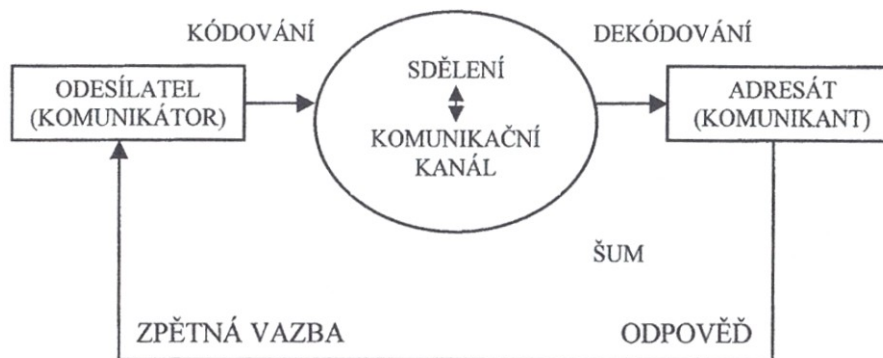 KÓDOVÁNÍ
DEKÓDOVÁNÍ
ODESÍLATEL
(KOMUNIKÁTOR)
SDĚLENÍ
KOMUNIKAČNÍ
KANÁL
ADRESÁT
(KOMUNIKANT)
ŠUM
ZPĚTNÁ VAZBA
ODPOVĚĎ